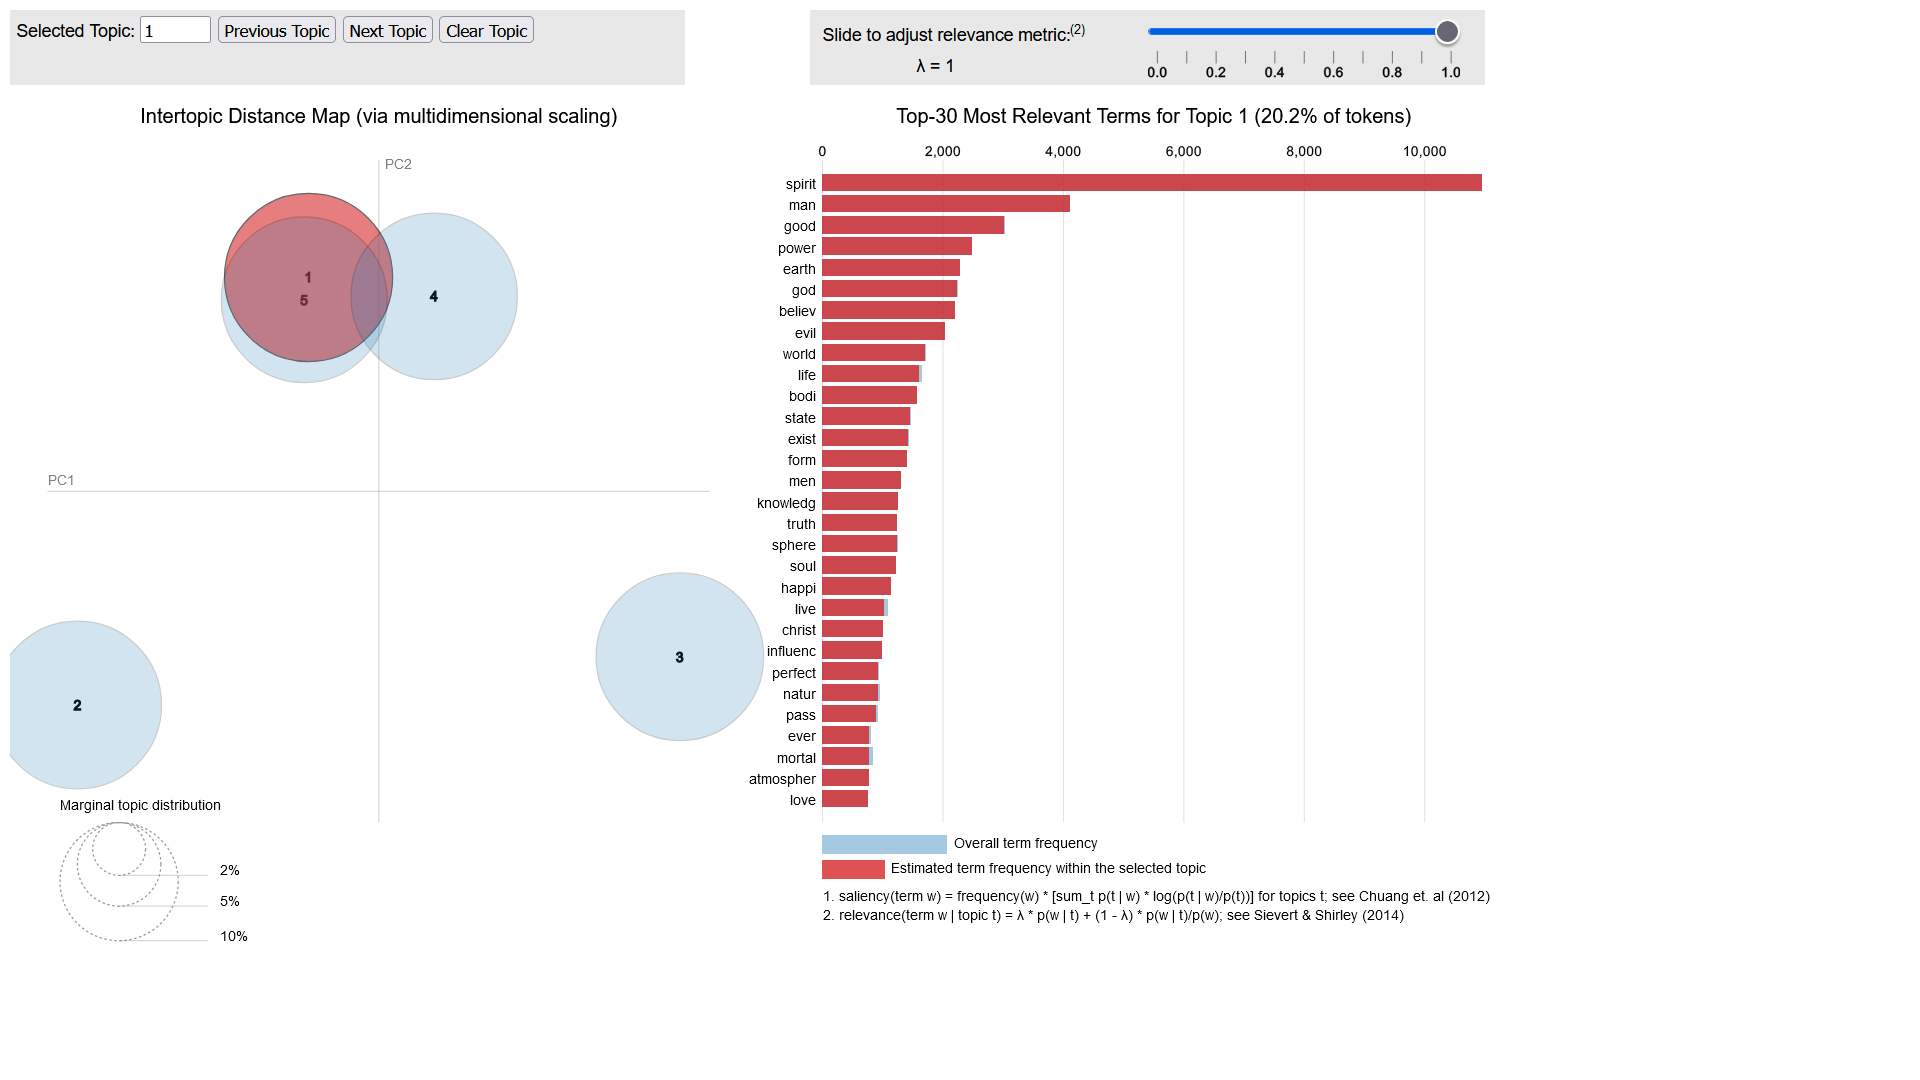 Selected Topic: 1 Previous Topic Next Topic Clear Topic
Slide to adjust relevance metric:(2)
λ = 1
0.0 0.2 0.4 0.6 0.8 1.0
Intertopic Distance Map (via multidimensional scaling)
PC2
PC1
1
5
4
3
2
Marginal topic distribution
2%
5%
10%
Top-30 Most Relevant Terms for Topic 1 (20.2% of tokens)
0 2,000 4,000 6,000 8,000 10,000
spirit
man
good
power
earth
god
believ
evil
world
life
bodi
state
exist
form
men
knowledg
truth
sphere
soul
happi
live
christ
influenc
perfect
natur
pass
ever
mortal
atmospher
love
Overall term frequency
Estimated term frequency within the selected topic
1. saliency(term w) = frequency(w) * [sum_t p(t | w) * log(p(t | w)/p(t))] for topics t; see Chuang et. al (2012)
2. relevance(term w | topic t) = λ * p(w | t) + (1 - λ) * p(w | t)/p(w); see Sievert & Shirley (2014)